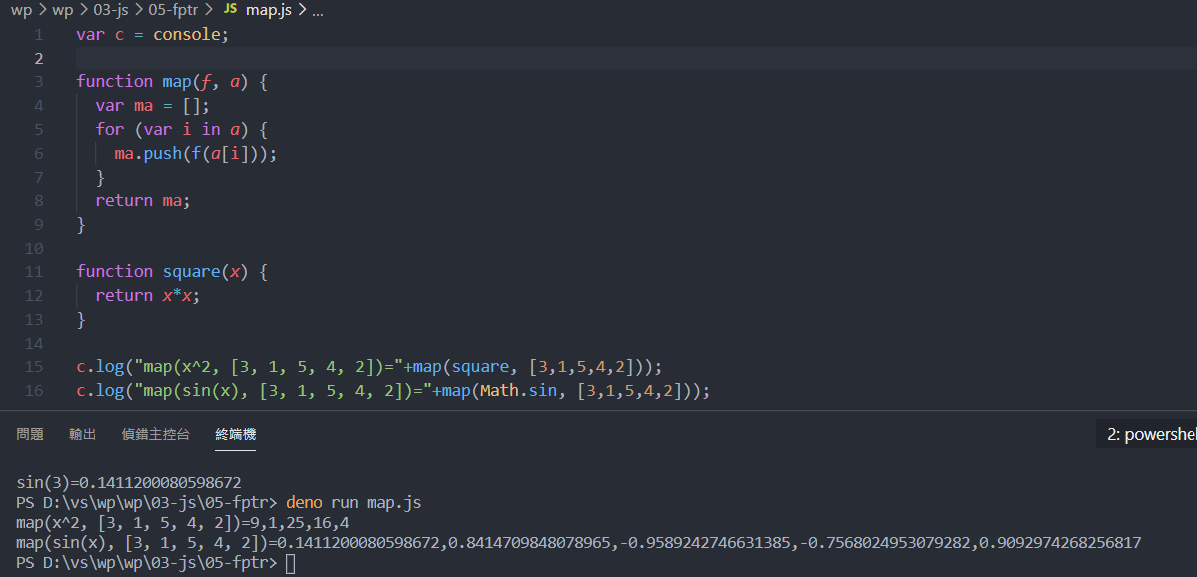 wp > wp > 03-js > 05-fptr > JS map.js > ...
1 var c = console;
2
3 function map(f, a) {
4   var ma = [];
5   for (var i in a) {
6     ma.push(f(a[i]));
7   }
8   return ma;
9 }
10
11 function square(x) {
12   return x*x;
13 }
14
15 c.log("map(x^2, [3, 1, 5, 4, 2])="+map(square, [3,1,5,4,2]));
16 c.log("map(sin(x), [3, 1, 5, 4, 2])="+map(Math.sin, [3,1,5,4,2]));
問題 輸出 偵錯主控台 終端機 2: powershel
sin(3)=0.1411200080598672
PS D:\vs\wp\wp\03-js\05-fptr> deno run map.js
map(x^2, [3, 1, 5, 4, 2])=9,1,25,16,4
map(sin(x), [3, 1, 5, 4, 2])=0.1411200080598672,0.8414709848078965,-0.9589242746631385,-0.7568024953079282,0.9092974268256817
PS D:\vs\wp\wp\03-js\05-fptr>